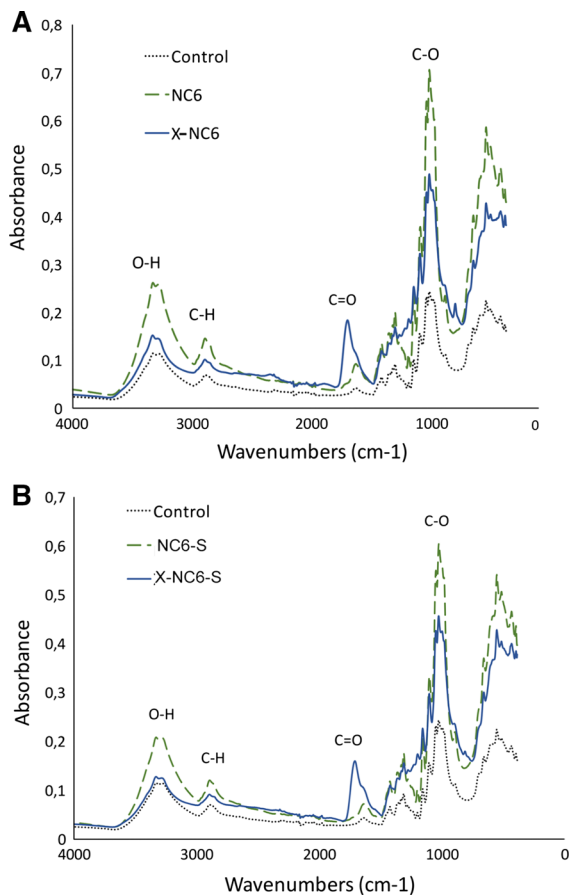 A
0,8
0,7
0,6
0,5
0,4
0,3
0,2
0,1
0
Absorbance
Control
NC6
X-NC6
O-H
C-H
C=O
C-O
4000 3000 2000 1000 0
Wavenumbers (cm-1)
B
0,7
0,6
0,5
0,4
0,3
0,2
0,1
0
Absorbance
Control
NC6-S
X-NC6-S
O-H
C-H
C=O
C-O
4000 3000 2000 1000 0
Wavenumbers (cm-1)